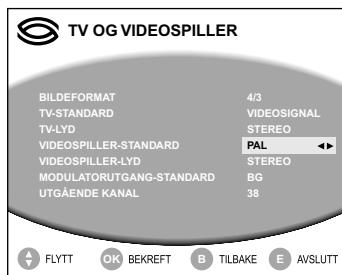 TV OG VIDEOSPILLER
BILDEFORMAT 4/3
TV-STANDARD VIDEOSIGNAL
TV-LYD STEREO
VIDEOSPILLER-STANDARD PAL
VIDEOSPILLER-LYD STEREO
MODULATORUTGANG-STANDARD BG
UTGÅENDE KANAL 38
FLYTT OK BEKREFT B TILBAKE E AVSLUTT